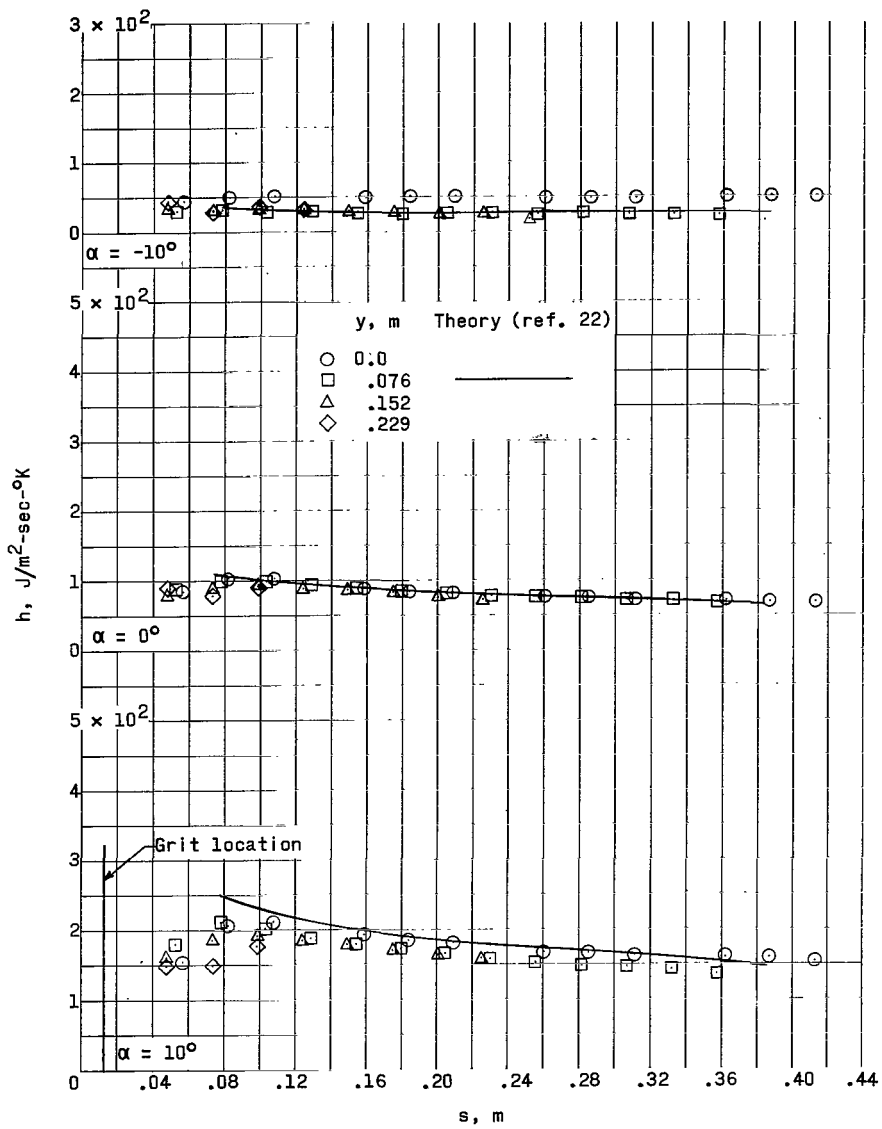 3 × 10²
2
1
0
α = -10°
5 × 10²
y, m Theory (ref. 22)
0.0
.076
.152
.229
4
3
2
1
α = 0°
0
h, J/m²-sec-°K
5 × 10²
4
Grit location
3
2
1
α = 10°
0
0 .04 .08 .12 .16 .20 .24 .28 .32 .36 .40 .44
s, m